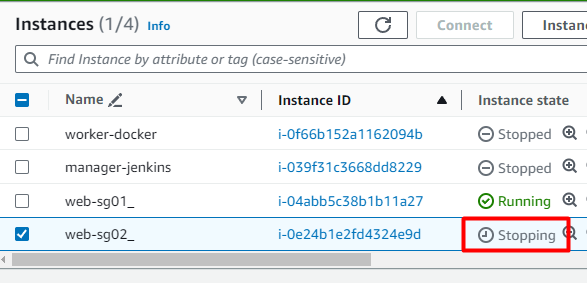 Instances (1/4) Info Connect Instan
Find Instance by attribute or tag (case-sensitive)
Name Instance ID Instance state
worker-docker i-0f66b152a1162094b Stopped
manager-jenkins i-039f31c3668dd8229 Stopped
web-sg01_ i-04abb5c38b1b11a27 Running
web-sg02_ i-0e24b1e2fd4324e9d Stopping